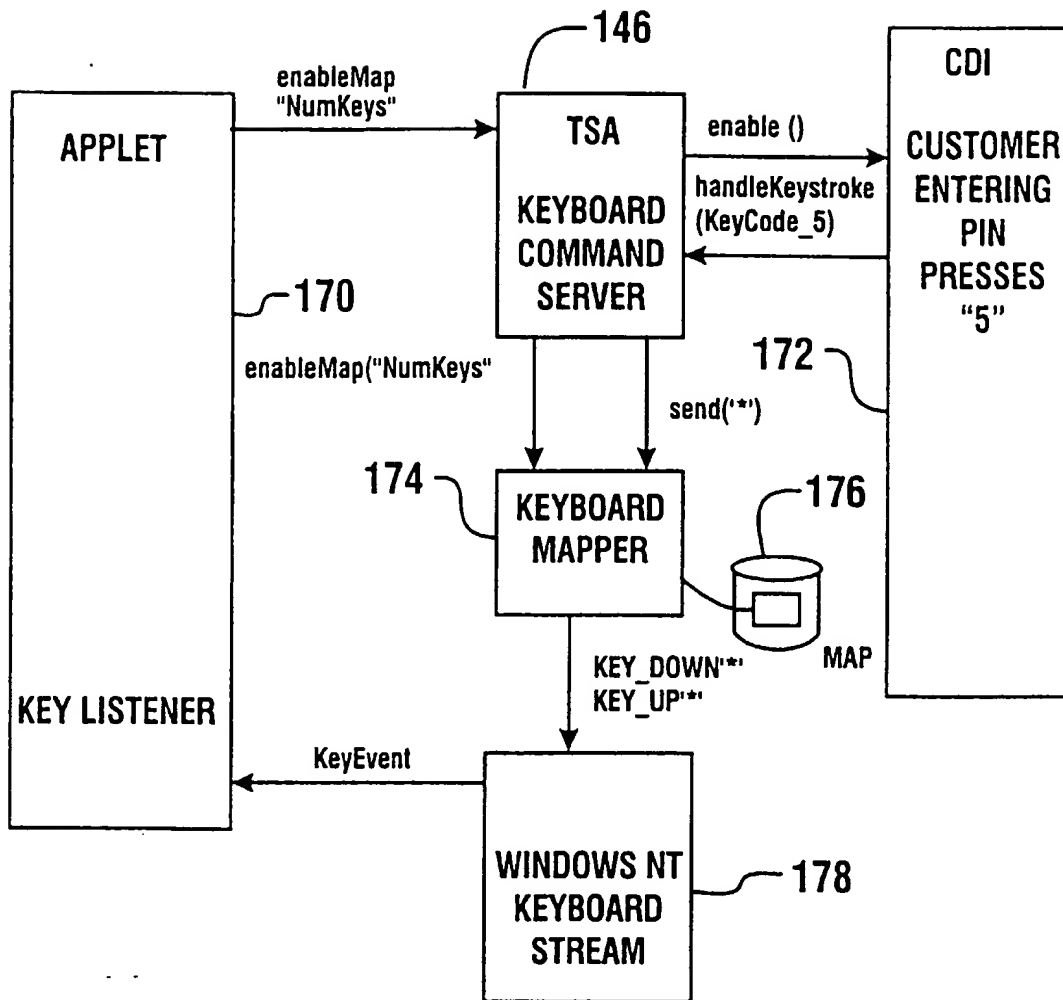 146
enableMap
"NumKeys"
APPLET
TSA
KEYBOARD
COMMAND
SERVER
enable ()
handleKeystroke
(KeyCode_5)
CDI
CUSTOMER
ENTERING
PIN
PRESSES
“5”
170
172
enableMap("NumKeys"
send('*')
174
KEYBOARD
MAPPER
176
MAP
KEY_DOWN'*'
KEY_UP'*'
KEY LISTENER
KeyEvent
WINDOWS NT
KEYBOARD
STREAM
178